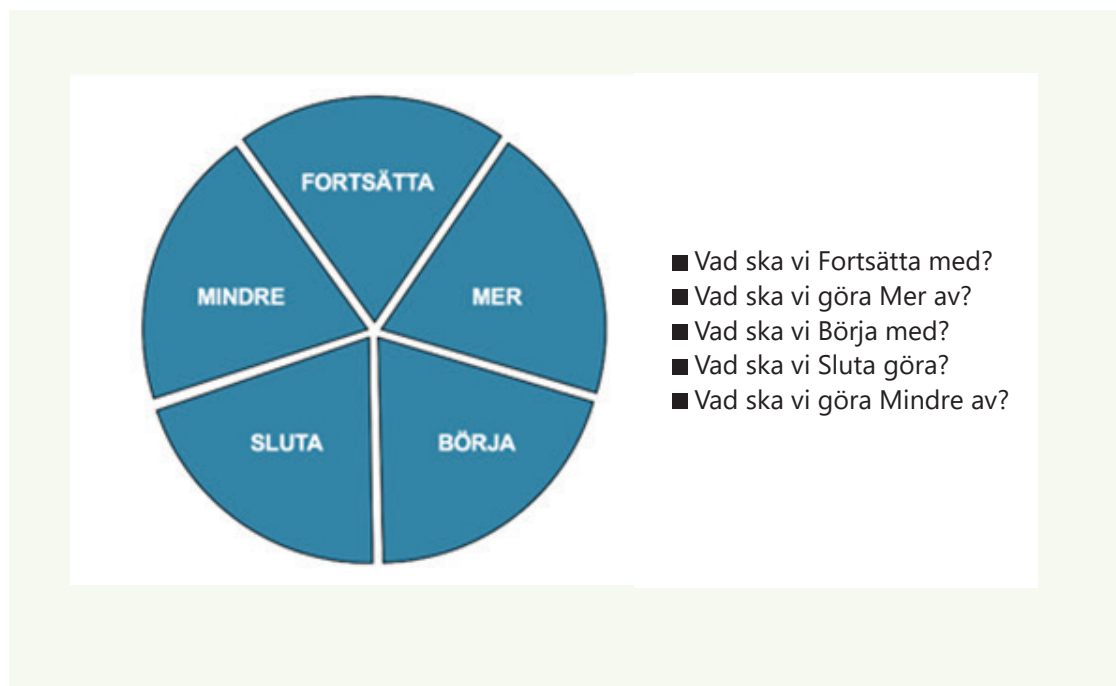 FORTSÄTTA
MINDRE
MER
SLUTA
BÖRJA
■ Vad ska vi Fortsätta med?
■ Vad ska vi göra Mer av?
■ Vad ska vi Börja med?
■ Vad ska vi Sluta göra?
■ Vad ska vi göra Mindre av?